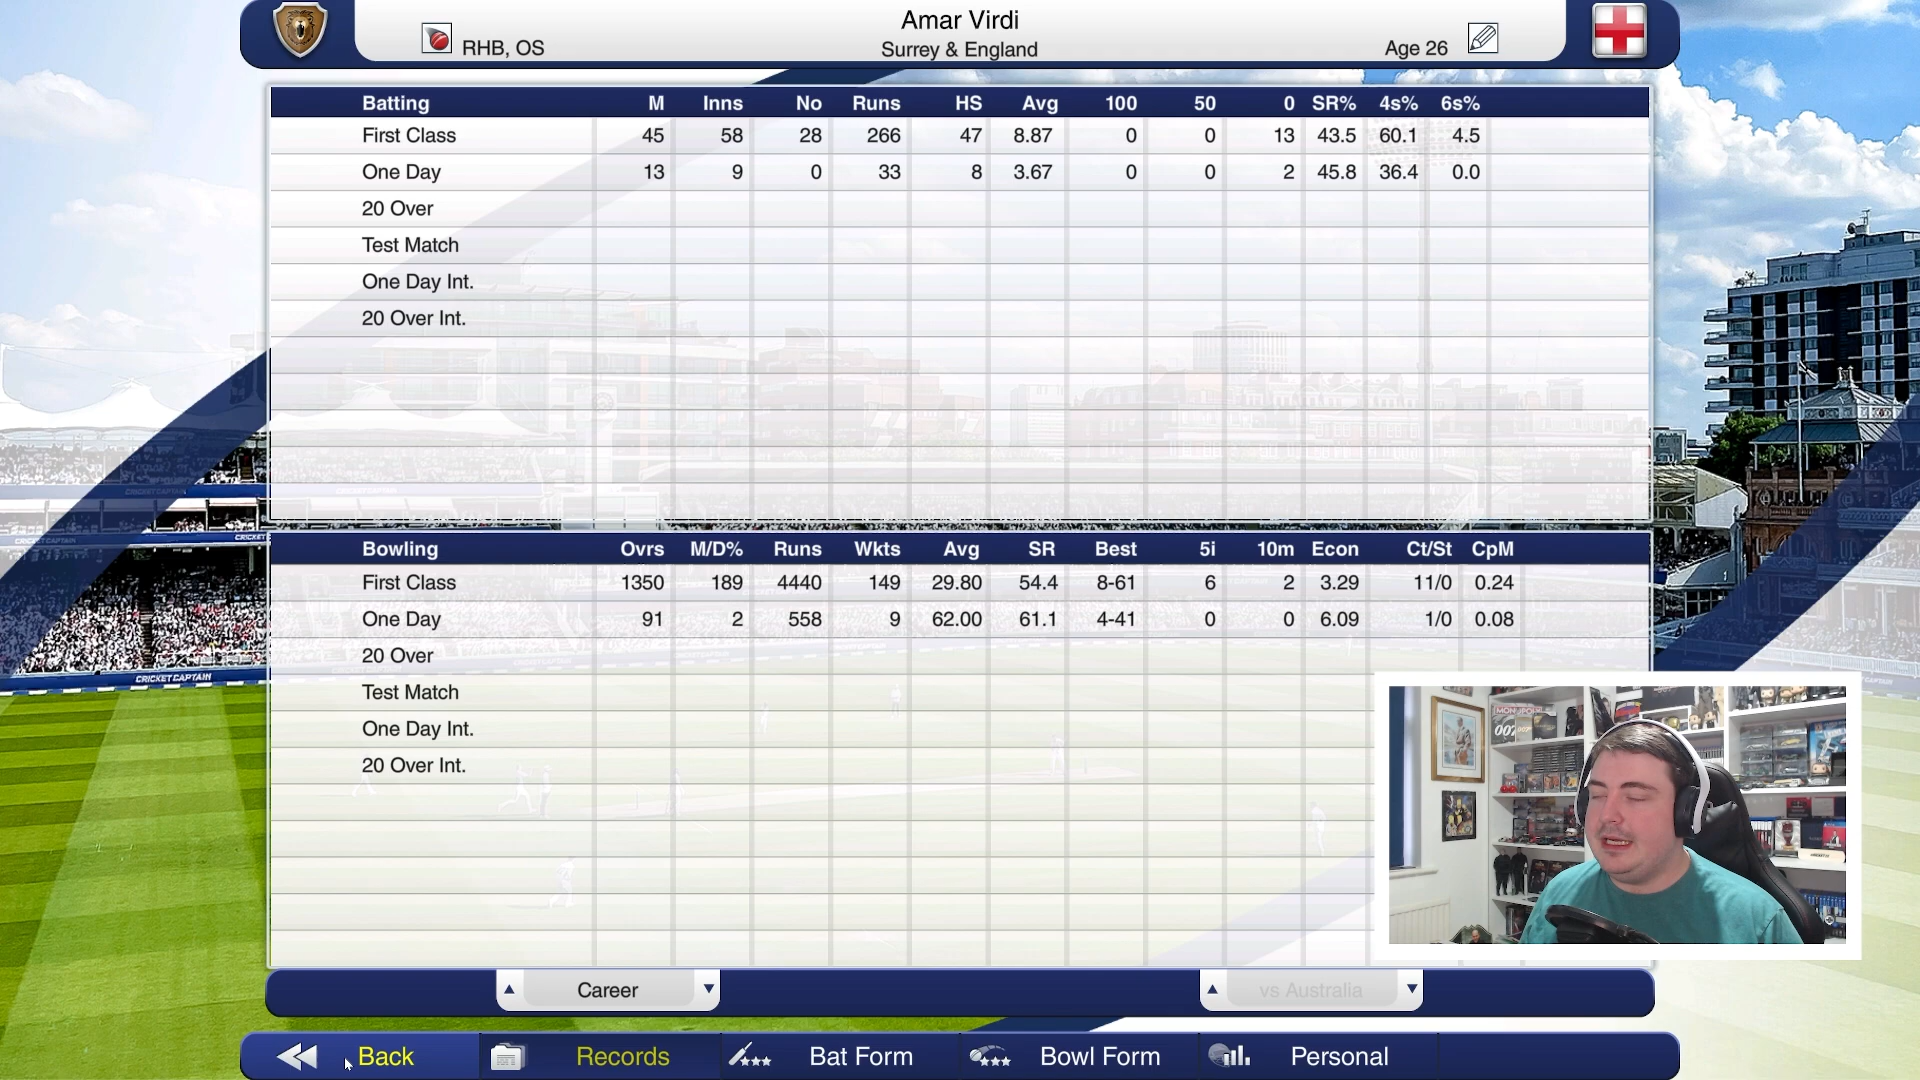 Amar Virdi
RHB, OS
Surrey & England
Age 26
Batting M Inns No Runs HS Avg 100 50 0 SR% 4s% 6s%
First Class 45 58 28 266 47 8.87 0 0 13 43.5 60.1 4.5
One Day 13 9 0 33 8 3.67 0 0 2 45.8 36.4 0.0
20 Over
Test Match
One Day Int.
20 Over Int.
Bowling Ovrs M/D% Runs Wkts Avg SR Best 5i 10m Econ Ct/St CpM
First Class 1350 189 4440 149 29.80 54.4 8-61 6 2 3.29 11/0 0.24
One Day 91 2 558 9 62.00 61.1 4-41 0 0 6.09 1/0 0.08
20 Over
Test Match
One Day Int.
20 Over Int.
CRICKET CAPTAIN
MONOPOLY
007
Career
vs Australia
Back Records Bat Form Bowl Form Personal